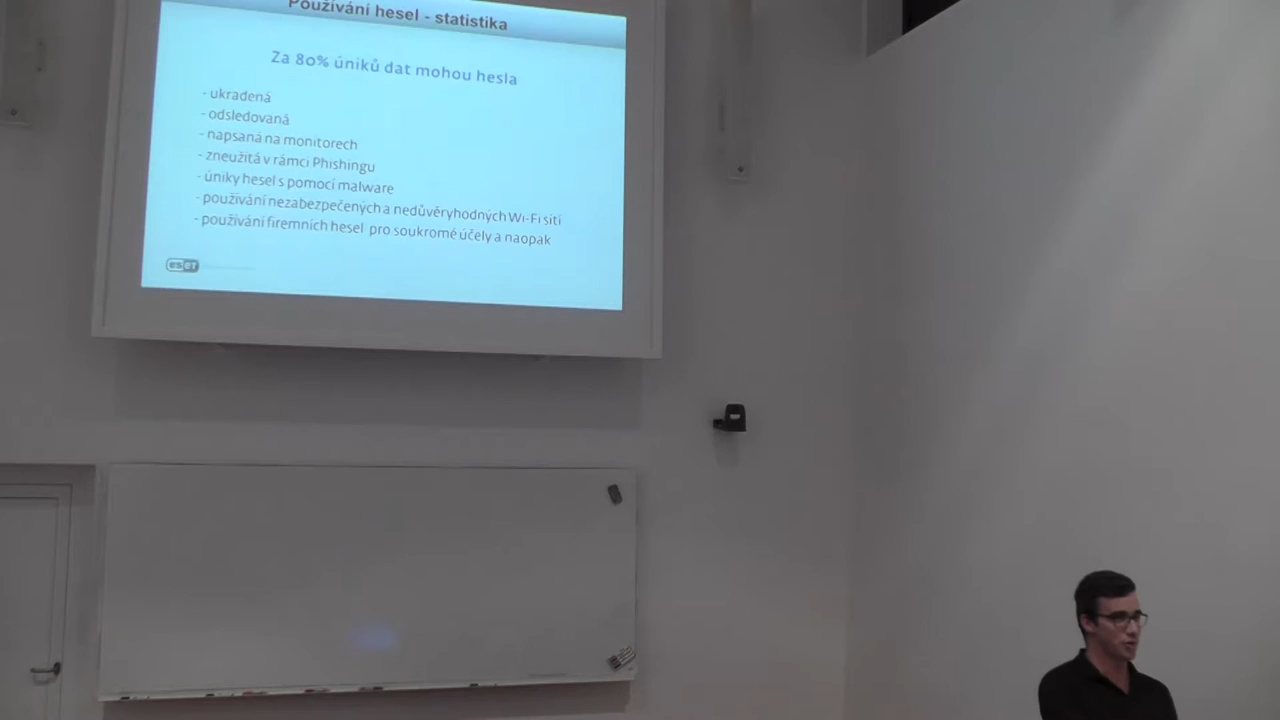 Používání hesel - statistika
Za 80% úniků dat mohou hesla
- ukradená
- odsledovaná
- napsaná na monitorech
- zneužitá v rámci Phishingu
- úniky hesel s pomocí malware
- používání nezabezpečených a nedůvěryhodných Wi-Fi sítí
- používání firemních hesel pro soukromé účely a naopak
eseT